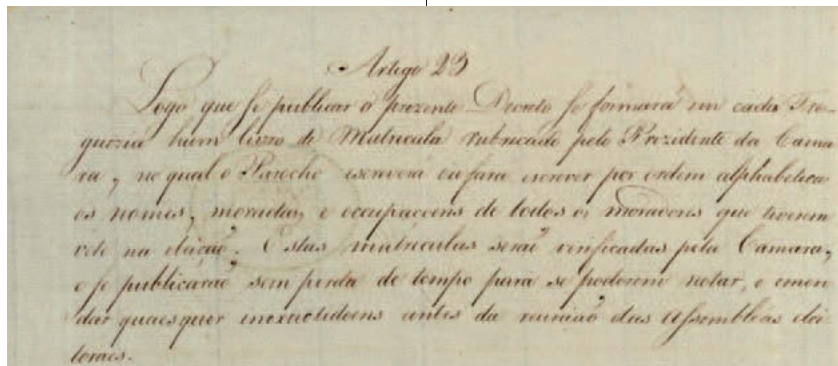 Artigo 23
Logo que se publicar o prezente Decreto se formará em cada Fre-
guezia hum livro de Matricula rubricado pelo Prezidente da Cama
ra, no qual o Parocho escreverá ou fará escrever por ordem alphabetica
os nomes, moradas, e occupaçoens de todos os moradores que tiverem
voto na eleição. Estas matriculas serão verificadas pela Camara,
e se publicarão sem perda de tempo para se poderem notar, e emen
dar quaesquer inexactidoens antes da reunião das Assembleas elei-
toraes.